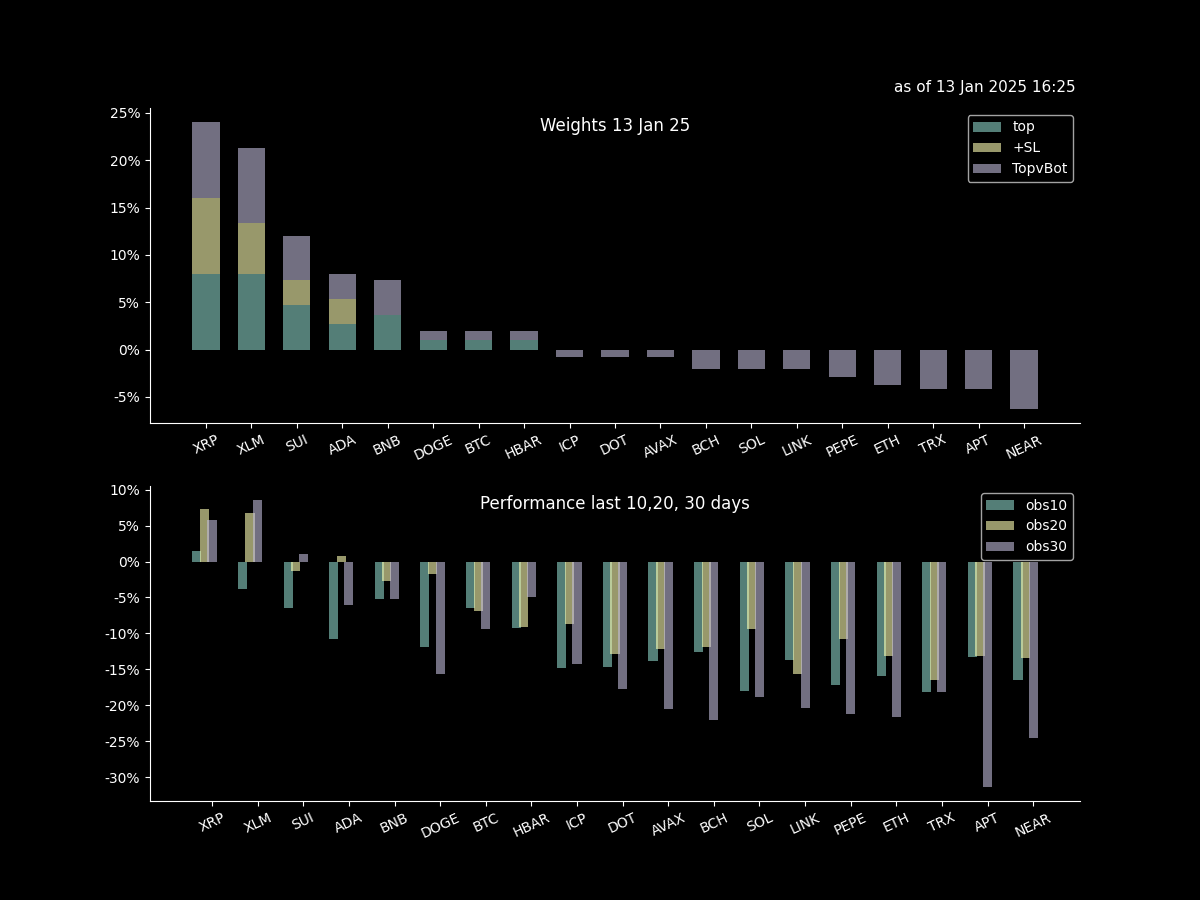 as of 13 Jan 2025 16:25
Weights 13 Jan 25
top
+SL
TopvBot
25%
20%
15%
10%
5%
0%
-5%
XRP XLM SUI ADA BNB DOGE BTC HBAR ICP DOT AVAX BCH SOL LINK PEPE ETH TRX APT NEAR
Performance last 10,20, 30 days
obs10
obs20
obs30
10%
5%
0%
-5%
-10%
-15%
-20%
-25%
-30%
XRP XLM SUI ADA BNB DOGE BTC HBAR ICP DOT AVAX BCH SOL LINK PEPE ETH TRX APT NEAR